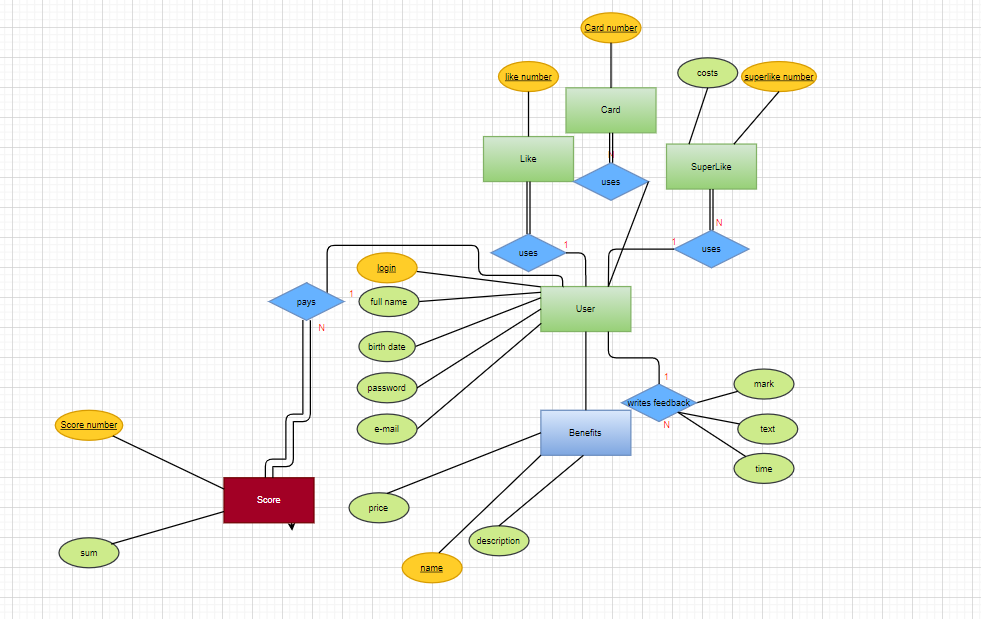 Card number
like number
costs
superlike number
Card
Like
SuperLike
N
uses
N
1
1
uses
uses
login
pays
1
full name
User
N
birth date
1
mark
password
writes feedback
Score number
e-mail
N
text
Benefits
time
Score
price
sum
description
name